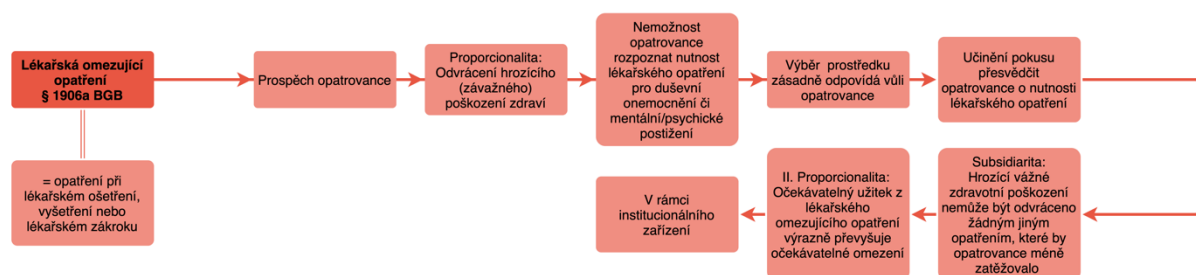 Lékařská omezující
opatření
§ 1906a BGB
= opatření při
lékařském ošetření,
vyšetření nebo
lékařském zákroku
Prospěch opatrovance
Proporcionalita:
Odvrácení hrozícího
(závažného)
poškození zdraví
Nemožnost
opatrovance
rozpoznat nutnost
lékařského opatření
pro duševní
onemocnění či
mentální/psychické
postižení
Výběr prostředku
zásadně odpovídá vůli
opatrovance
Učinění pokusu
přesvědčit
opatrovance o nutnosti
lékařského opatření
Subsidiarita:
Hrozící vážné
zdravotní poškození
nemůže být odvráceno
žádným jiným
opatřením, které by
opatrovance méně
zatěžovalo
II. Proporcionalita:
Očekávatelný užitek z
lékařského
omezujícího opatření
výrazně převyšuje
očekávatelné omezení
V rámci
institucionálního
zařízení